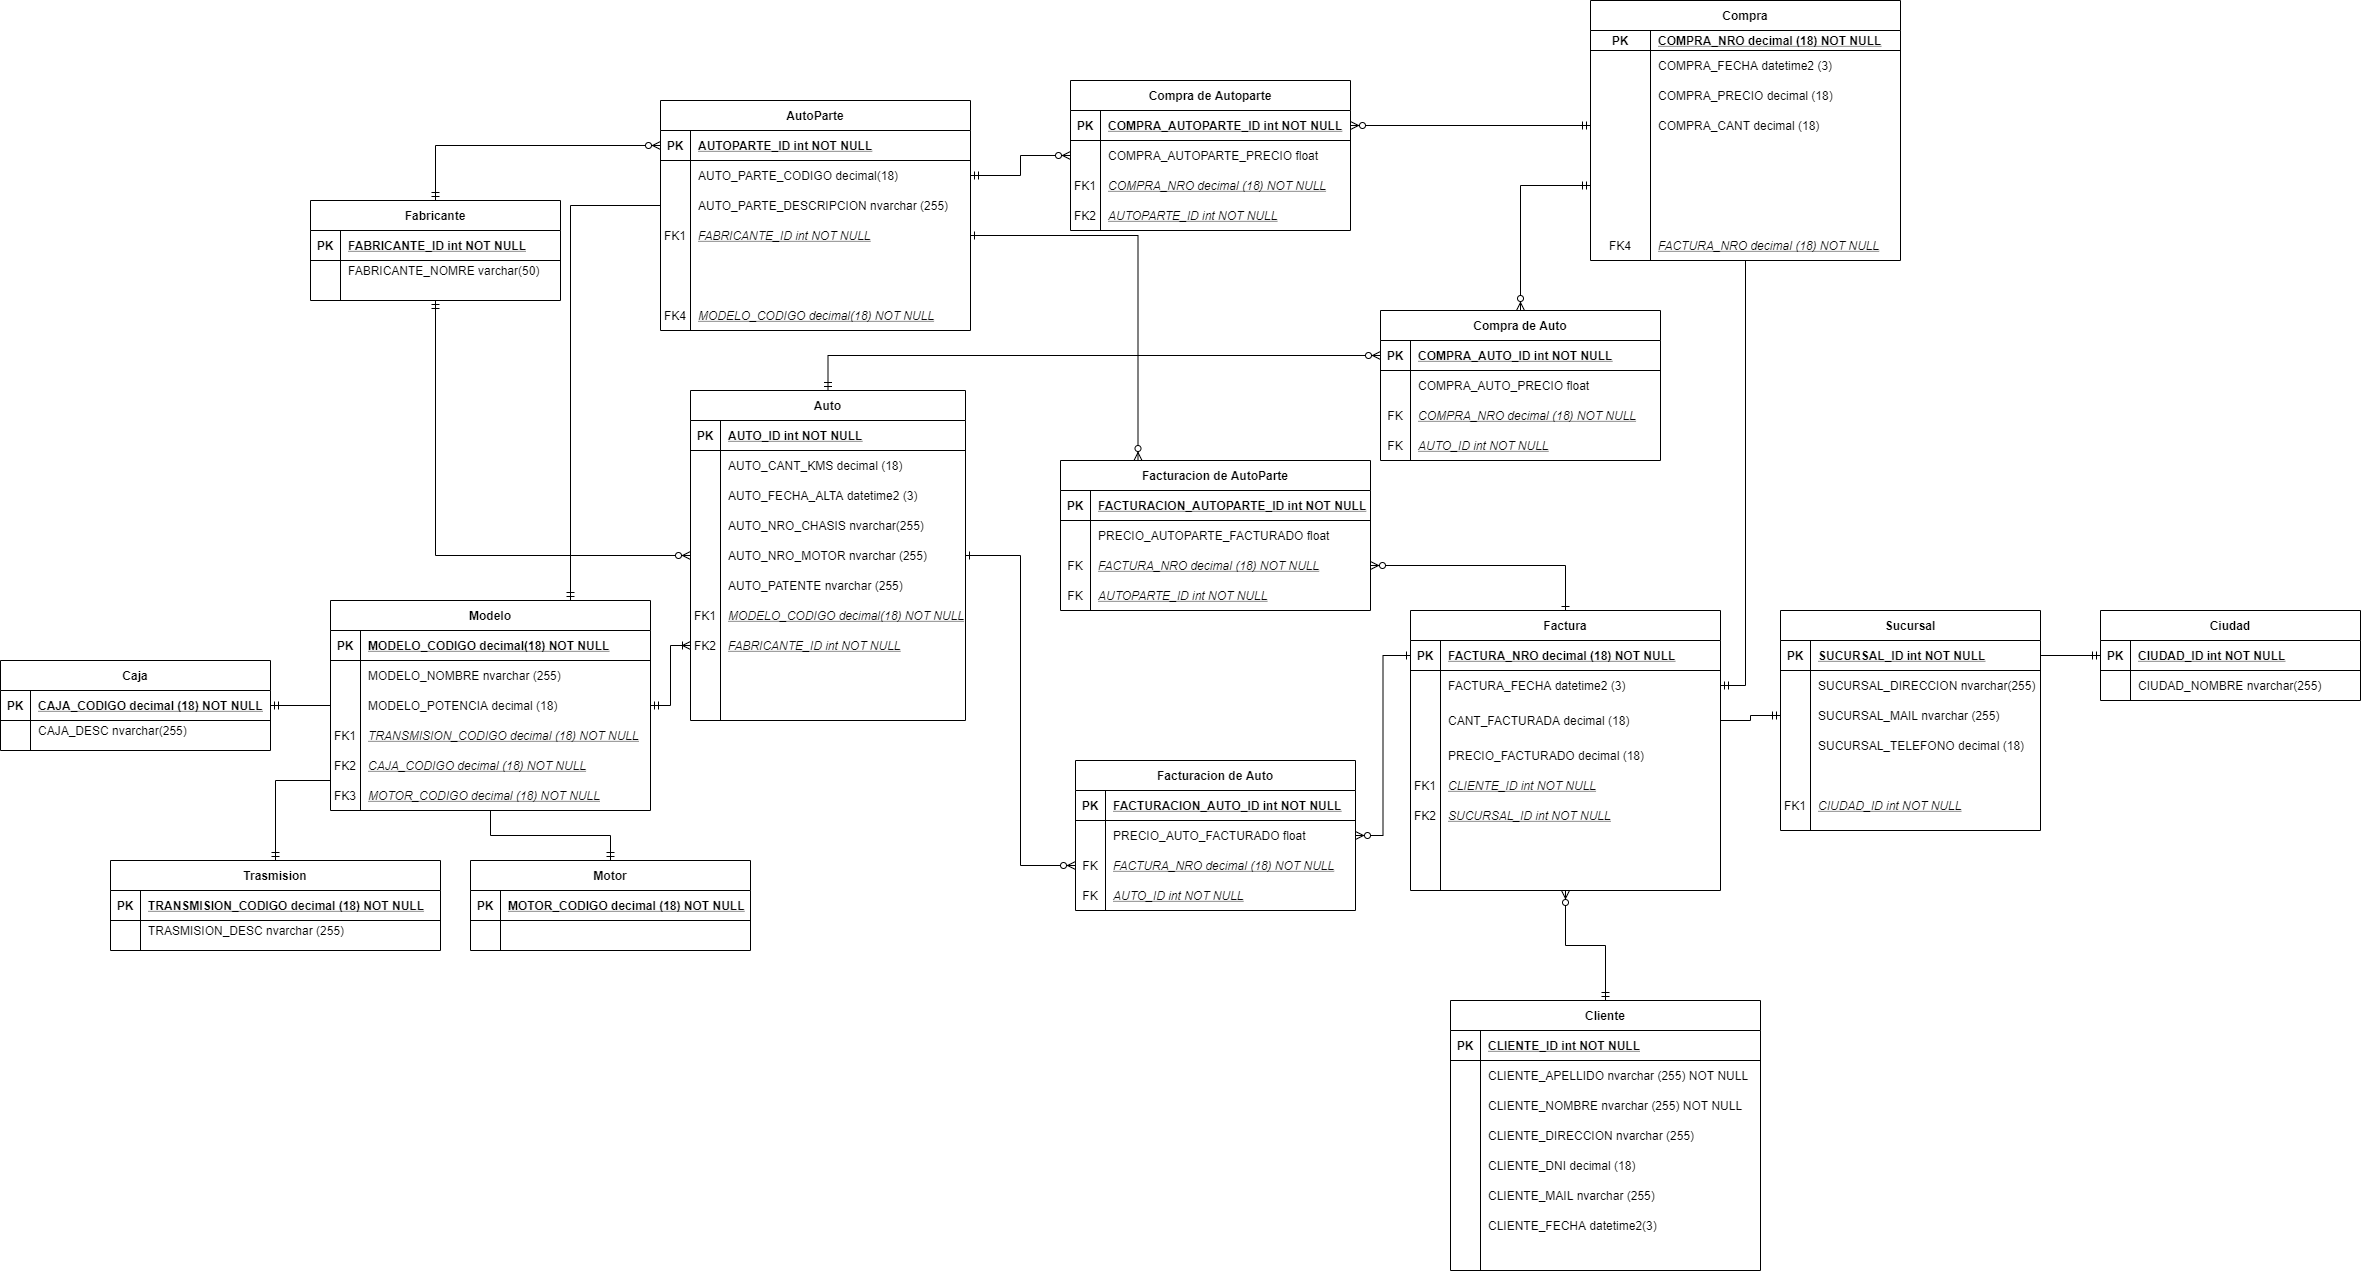 Compra
PK COMPRA_NRO decimal (18) NOT NULL
COMPRA_FECHA datetime2 (3)
COMPRA_PRECIO decimal (18)
COMPRA_CANT decimal (18)
FK4 FACTURA_NRO decimal (18) NOT NULL
Compra de Autoparte
PK COMPRA_AUTOPARTE_ID int NOT NULL
COMPRA_AUTOPARTE_PRECIO float
FK1 COMPRA_NRO decimal (18) NOT NULL
FK2 AUTOPARTE_ID int NOT NULL
AutoParte
PK AUTOPARTE_ID int NOT NULL
AUTO_PARTE_CODIGO decimal(18)
AUTO_PARTE_DESCRIPCION nvarchar (255)
FK1 FABRICANTE_ID int NOT NULL
FK4 MODELO_CODIGO decimal(18) NOT NULL
Fabricante
PK FABRICANTE_ID int NOT NULL
FABRICANTE_NOMRE varchar(50)
Compra de Auto
PK COMPRA_AUTO_ID int NOT NULL
COMPRA_AUTO_PRECIO float
FK COMPRA_NRO decimal (18) NOT NULL
FK AUTO_ID int NOT NULL
Auto
PK AUTO_ID int NOT NULL
AUTO_CANT_KMS decimal (18)
AUTO_FECHA_ALTA datetime2 (3)
AUTO_NRO_CHASIS nvarchar(255)
AUTO_NRO_MOTOR nvarchar (255)
AUTO_PATENTE nvarchar (255)
FK1 MODELO_CODIGO decimal(18) NOT NULL
FK2 FABRICANTE_ID int NOT NULL
Facturacion de AutoParte
PK FACTURACION_AUTOPARTE_ID int NOT NULL
PRECIO_AUTOPARTE_FACTURADO float
FK FACTURA_NRO decimal (18) NOT NULL
FK AUTOPARTE_ID int NOT NULL
Modelo
PK MODELO_CODIGO decimal(18) NOT NULL
MODELO_NOMBRE nvarchar (255)
MODELO_POTENCIA decimal (18)
FK1 TRANSMISION_CODIGO decimal (18) NOT NULL
FK2 CAJA_CODIGO decimal (18) NOT NULL
FK3 MOTOR_CODIGO decimal (18) NOT NULL
Caja
PK CAJA_CODIGO decimal (18) NOT NULL
CAJA_DESC nvarchar(255)
Factura
PK FACTURA_NRO decimal (18) NOT NULL
FACTURA_FECHA datetime2 (3)
CANT_FACTURADA decimal (18)
PRECIO_FACTURADO decimal (18)
FK1 CLIENTE_ID int NOT NULL
FK2 SUCURSAL_ID int NOT NULL
Sucursal
PK SUCURSAL_ID int NOT NULL
SUCURSAL_DIRECCION nvarchar(255)
SUCURSAL_MAIL nvarchar (255)
SUCURSAL_TELEFONO decimal (18)
FK1 CIUDAD_ID int NOT NULL
Ciudad
PK CIUDAD_ID int NOT NULL
CIUDAD_NOMBRE nvarchar(255)
Facturacion de Auto
PK FACTURACION_AUTO_ID int NOT NULL
PRECIO_AUTO_FACTURADO float
FK FACTURA_NRO decimal (18) NOT NULL
FK AUTO_ID int NOT NULL
Trasmision
PK TRANSMISION_CODIGO decimal (18) NOT NULL
TRASMISION_DESC nvarchar (255)
Motor
PK MOTOR_CODIGO decimal (18) NOT NULL
Cliente
PK CLIENTE_ID int NOT NULL
CLIENTE_APELLIDO nvarchar (255) NOT NULL
CLIENTE_NOMBRE nvarchar (255) NOT NULL
CLIENTE_DIRECCION nvarchar (255)
CLIENTE_DNI decimal (18)
CLIENTE_MAIL nvarchar (255)
CLIENTE_FECHA datetime2(3)